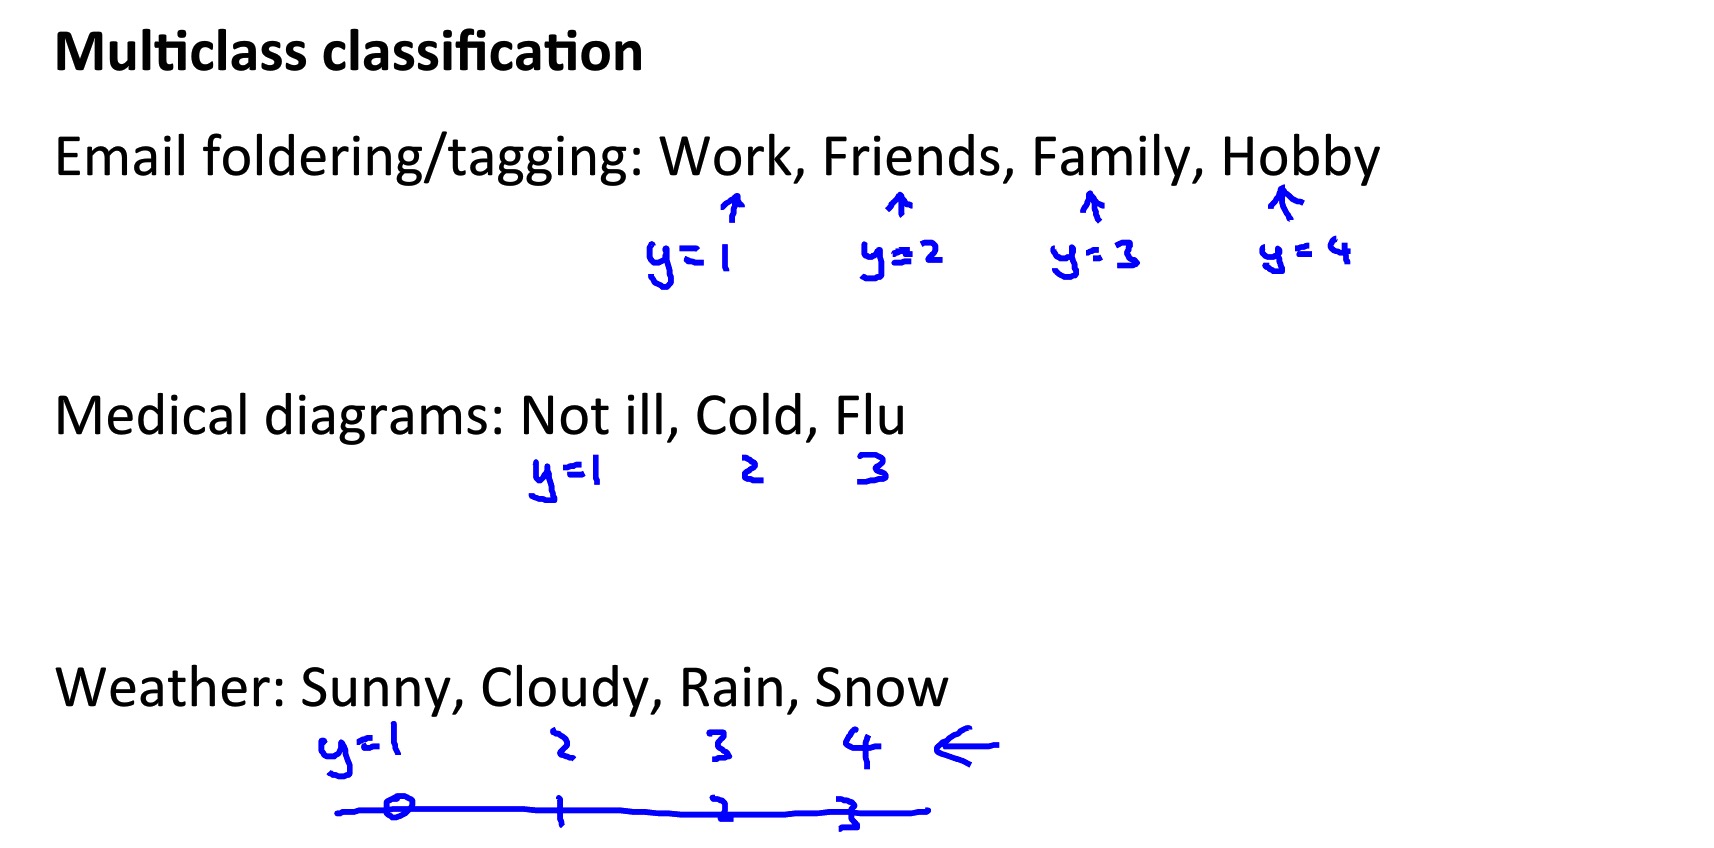 Multiclass classification
Email foldering/tagging: Work, Friends, Family, Hobby
y=1 y=2 y=3 y=4
Medical diagrams: Not ill, Cold, Flu
y=1 2 3
Weather: Sunny, Cloudy, Rain, Snow
y=1 2 3 4 ←
0 1 2 3